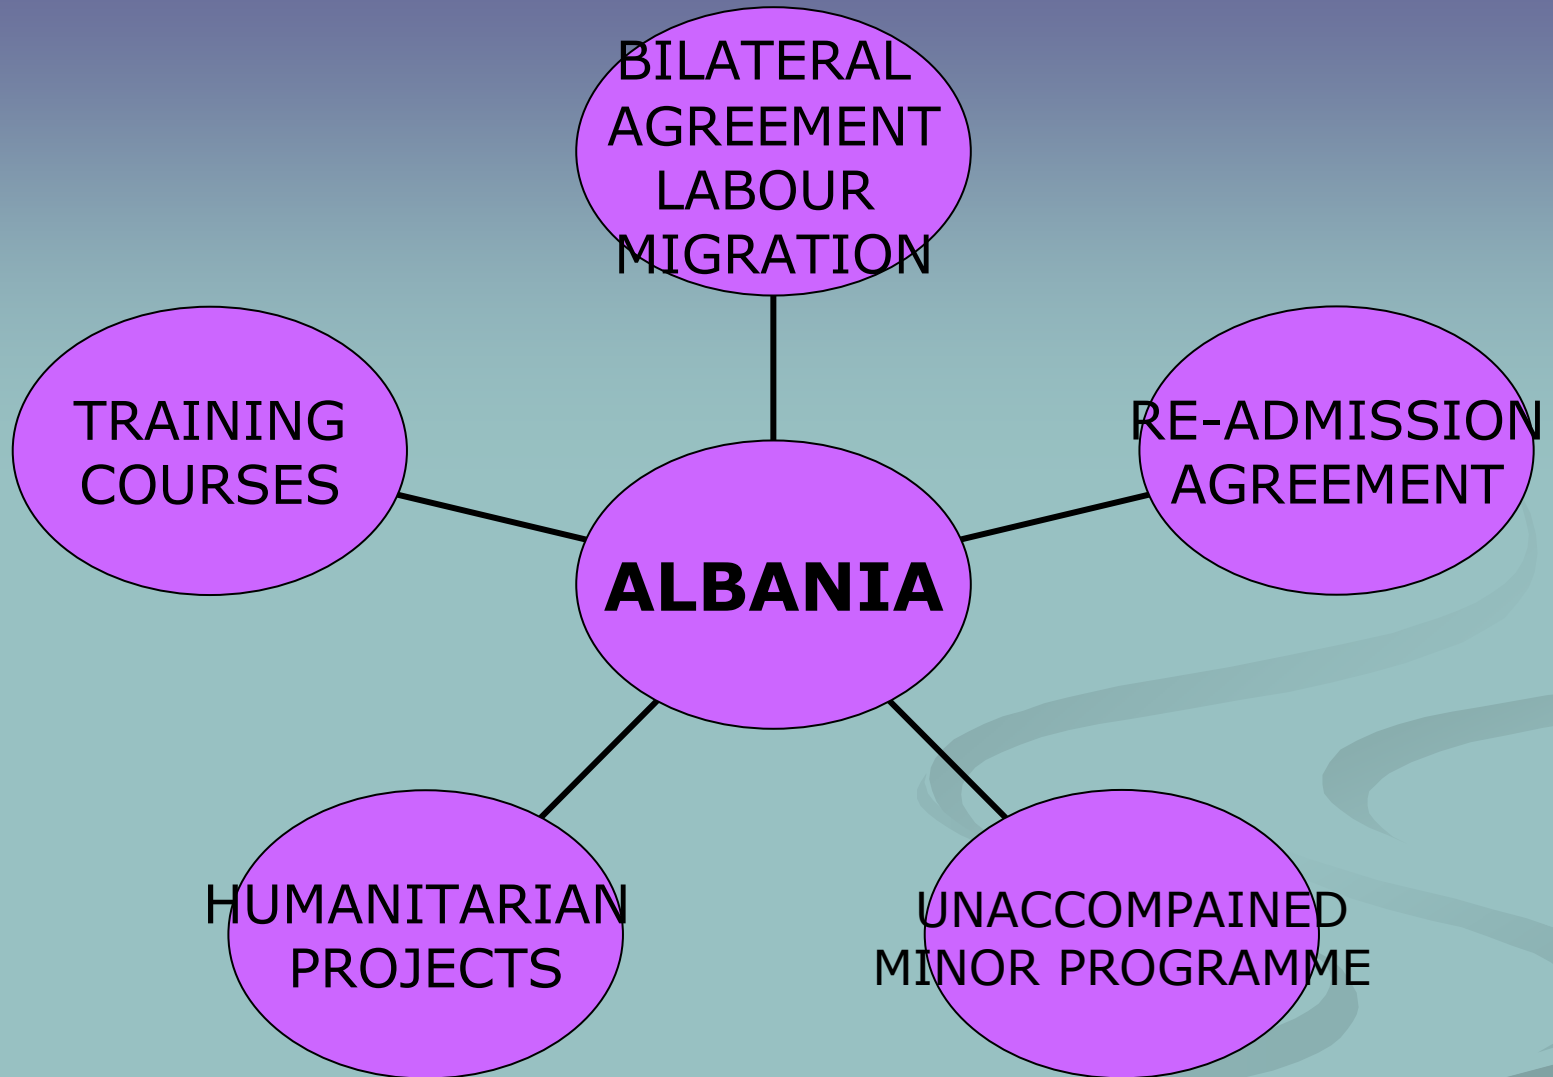 BILATERAL
AGREEMENT
LABOUR
MIGRATION
TRAINING
COURSES
RE-ADMISSION
AGREEMENT
ALBANIA
HUMANITARIAN
PROJECTS
UNACCOMPAINED
MINOR PROGRAMME